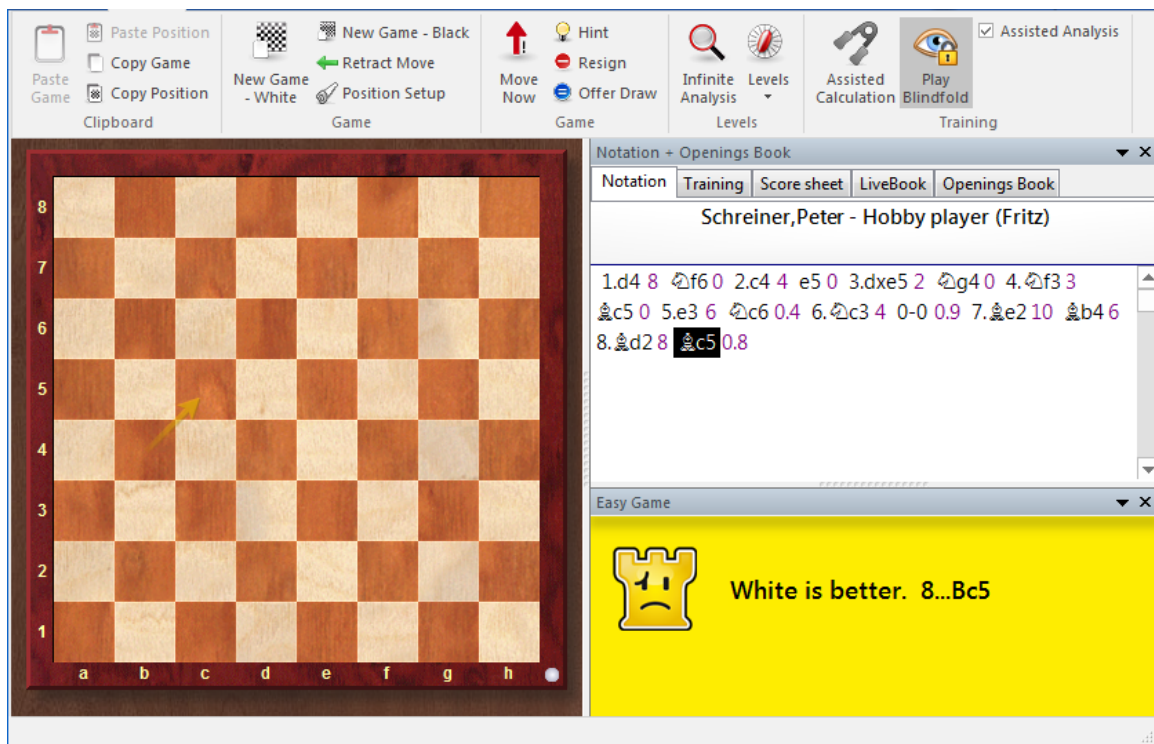 Paste Game
Paste Position
Copy Game
Copy Position
Clipboard
New Game - White
New Game - Black
Retract Move
Position Setup
Game
Move Now
Hint
Resign
Offer Draw
Game
Infinite Analysis
Levels
Levels
Assisted Calculation
Play Blindfold
Assisted Analysis
Training
8
7
6
5
4
3
2
1
a b c d e f g h
Notation + Openings Book
Notation Training Score sheet LiveBook Openings Book
Schreiner,Peter - Hobby player (Fritz)
1.d4 8 ♘f6 0 2.c4 4 e5 0 3.dxe5 2 ♘g4 0 4.♘f3 3
♗c5 0 5.e3 6 ♘c6 0.4 6.♘c3 4 0-0 0.9 7.♗e2 10 ♗b4 6
8.♗d2 8 ♗c5 0.8
Easy Game
White is better. 8...Bc5